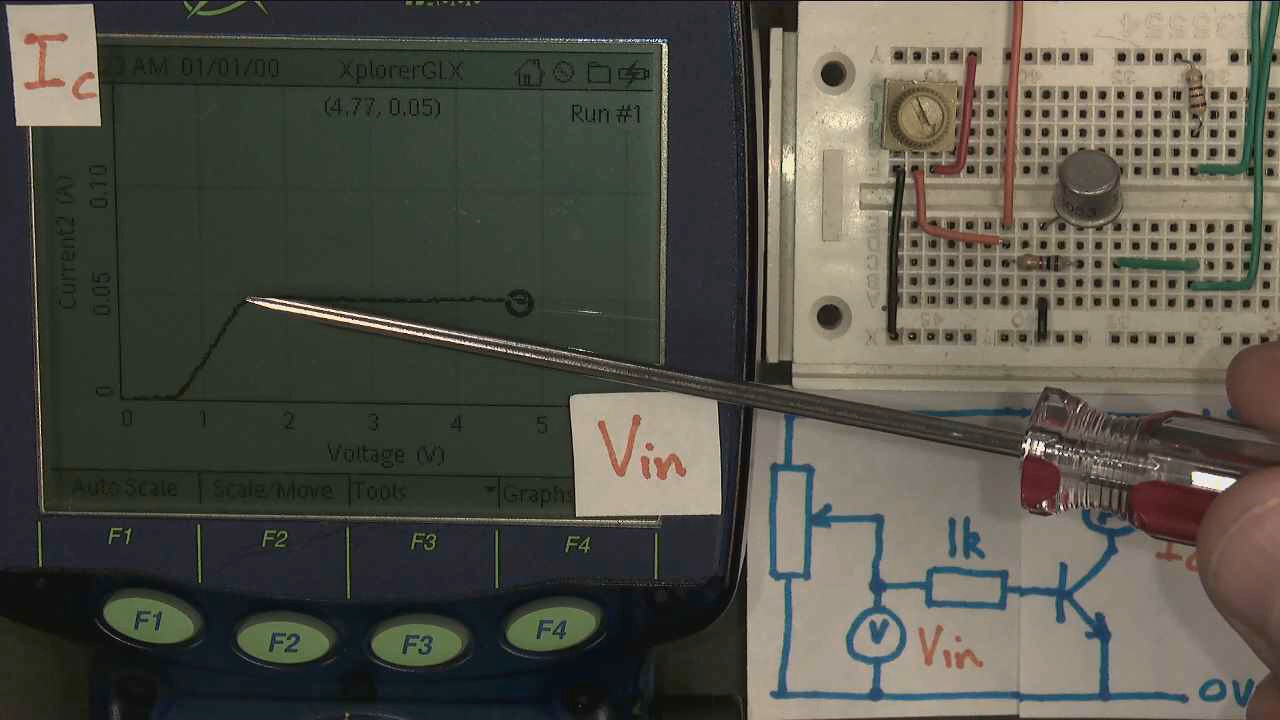 Ic
3 AM 01/01/00 XplorerGLX
(4.77, 0.05) Run #1
Current2 (A)
0.10
0.05
0
0 1 2 3 4 5
Voltage (V)
Vin
Auto Scale Scale/Move Tools Graphs
F1 F2 F3 F4
F1 F2 F3 F4
1k
V
Vin
0V